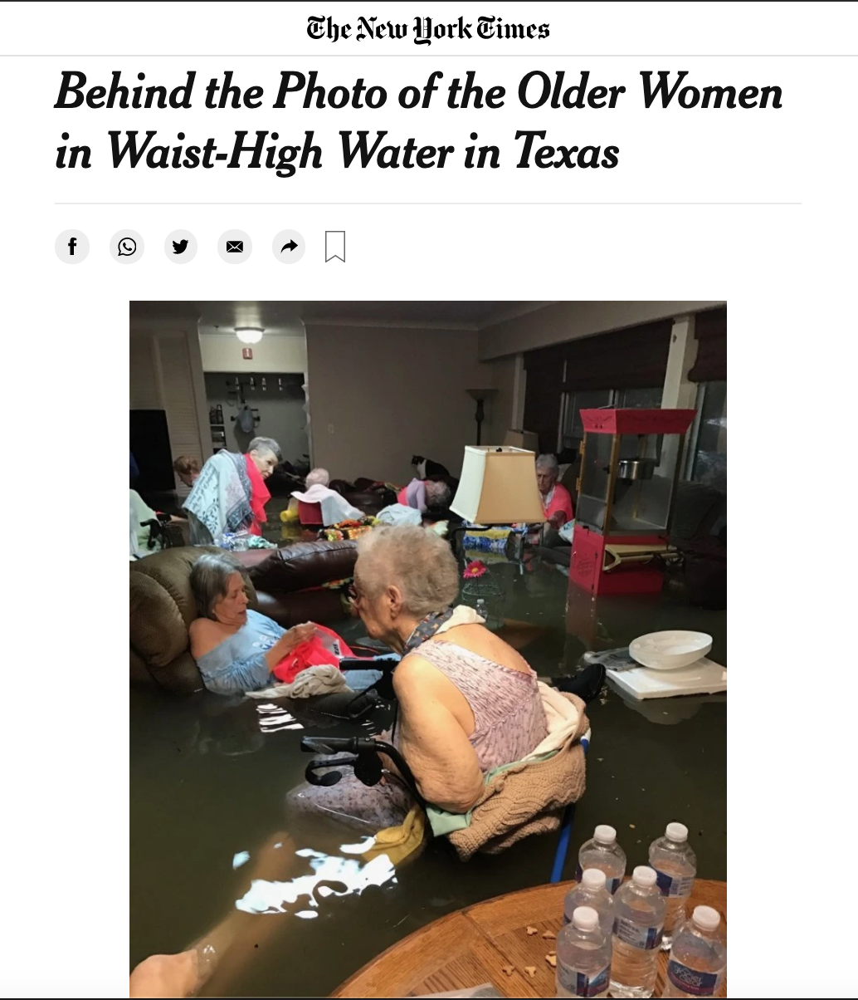 The New York Times
Behind the Photo of the Older Women
in Waist-High Water in Texas